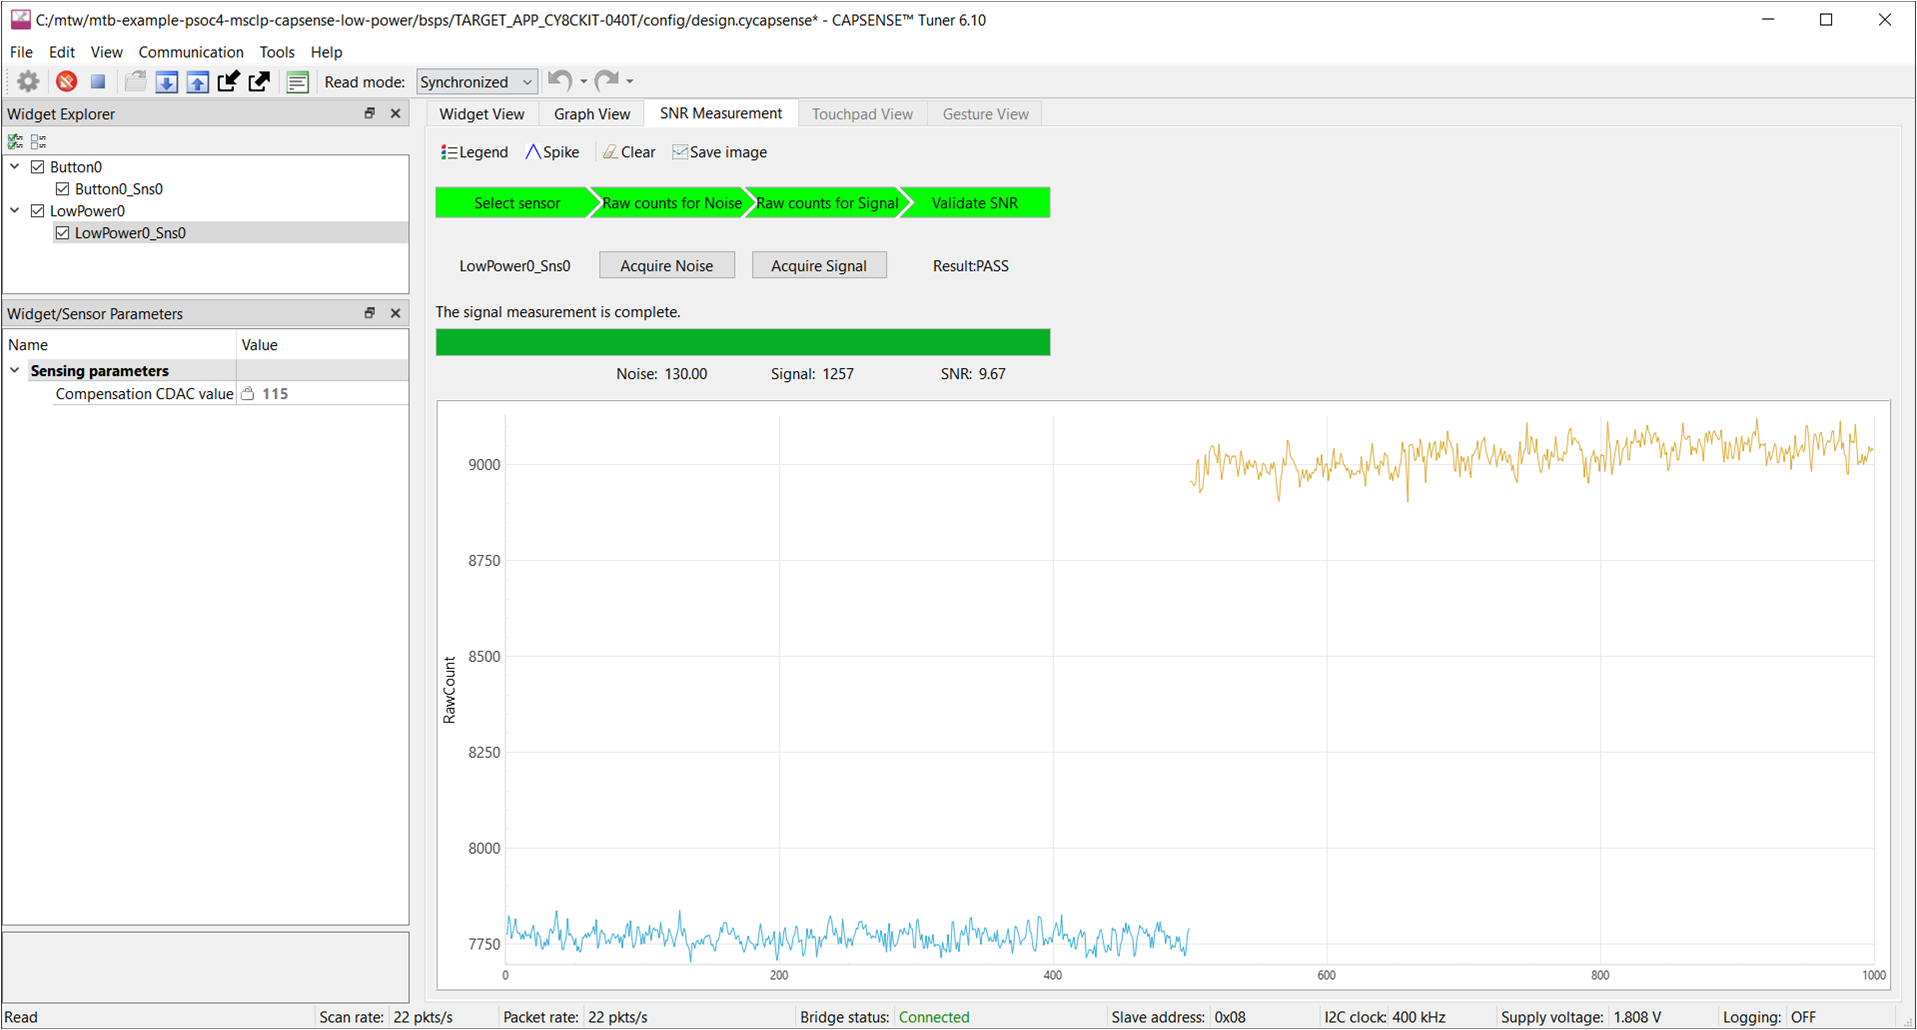 C:/mtw/mtb-example-psoc4-msclp-capsense-low-power/bsps/TARGET_APP_CY8CKIT-040T/config/design.cycapsense* - CAPSENSE™ Tuner 6.10
File Edit View Communication Tools Help
Read mode: Synchronized
Widget Explorer
Button0
Button0_Sns0
LowPower0
LowPower0_Sns0
Widget/Sensor Parameters
Name Value
Sensing parameters
Compensation CDAC value 115
Widget View Graph View SNR Measurement Touchpad View Gesture View
Legend Spike Clear Save image
Select sensor Raw counts for Noise Raw counts for Signal Validate SNR
LowPower0_Sns0 Acquire Noise Acquire Signal Result:PASS
The signal measurement is complete.
Noise: 130.00 Signal: 1257 SNR: 9.67
RawCount
9000
8750
8500
8250
8000
7750
0 200 400 600 800 1000
Read Scan rate: 22 pkts/s Packet rate: 22 pkts/s Bridge status: Connected Slave address: 0x08 I2C clock: 400 kHz Supply voltage: 1.808 V Logging: OFF